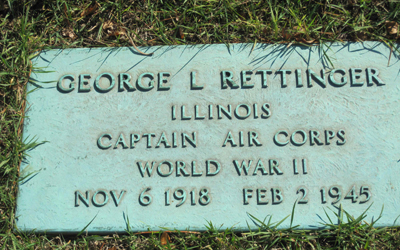 GEORGE L RETTINGER
ILLINOIS
CAPTAIN AIR CORPS
WORLD WAR II
NOV 6 1918 FEB 2 1945